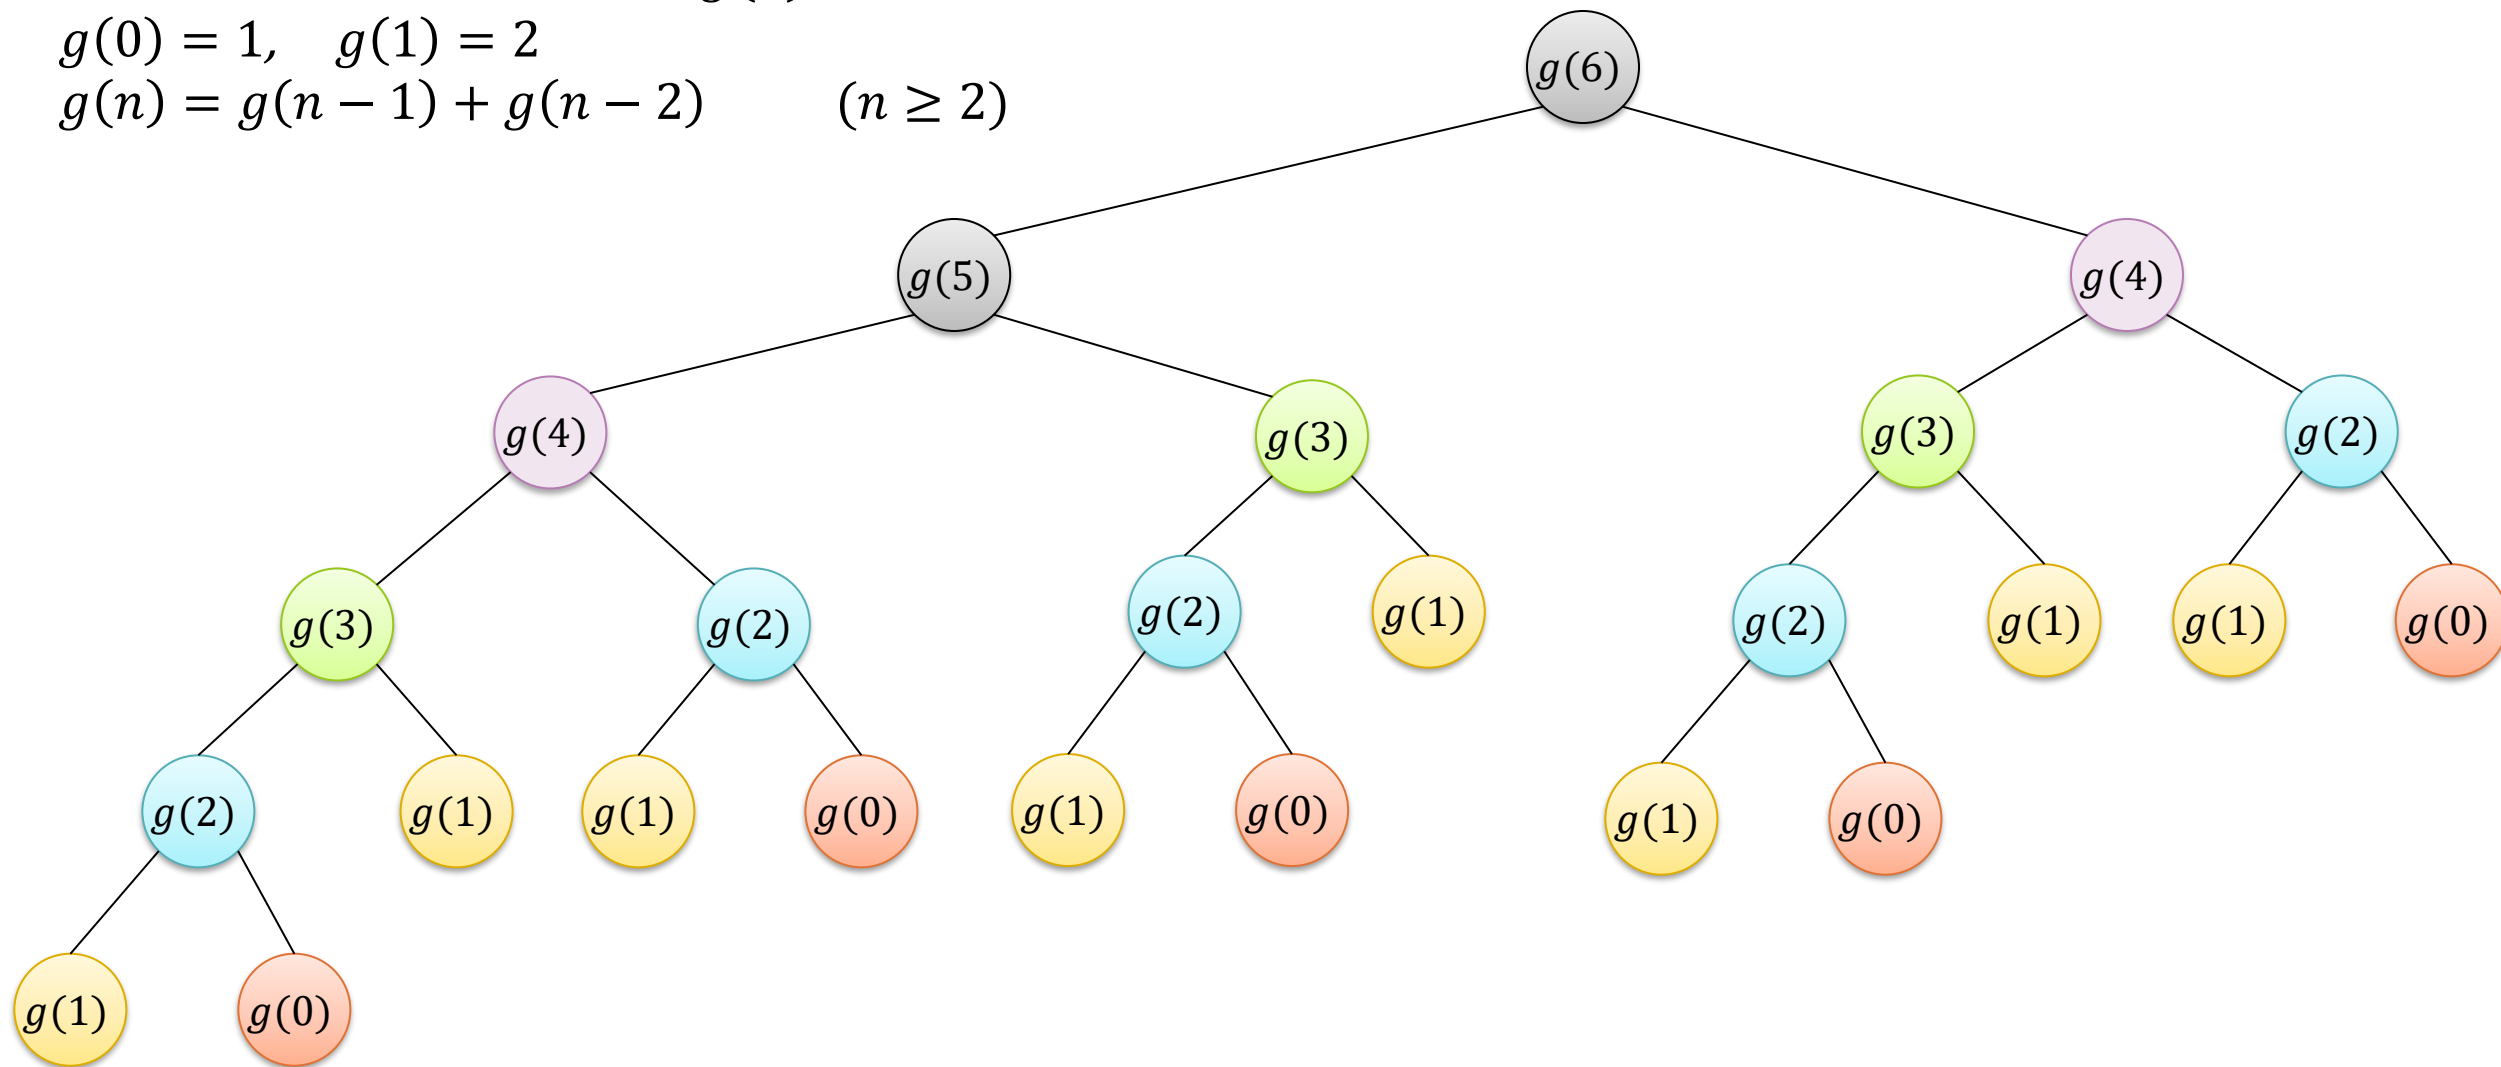 g(0) = 1, g(1) = 2
g(n) = g(n − 1) + g(n − 2) (n ≥ 2)
g(6)
g(5) g(4)
g(4) g(3) g(3) g(2)
g(3) g(2) g(2) g(1) g(2) g(1) g(1) g(0)
g(2) g(1) g(1) g(0) g(1) g(0) g(1) g(0)
g(1) g(0)